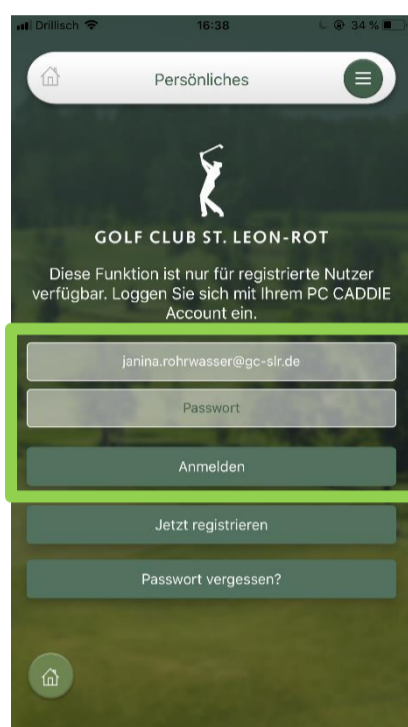 Drillisch 16:38 34 %
Persönliches
GOLF CLUB ST. LEON-ROT
Diese Funktion ist nur für registrierte Nutzer
verfügbar. Loggen Sie sich mit Ihrem PC CADDIE
Account ein.
janina.rohrwasser@gc-slr.de
Passwort
Anmelden
Jetzt registrieren
Passwort vergessen?